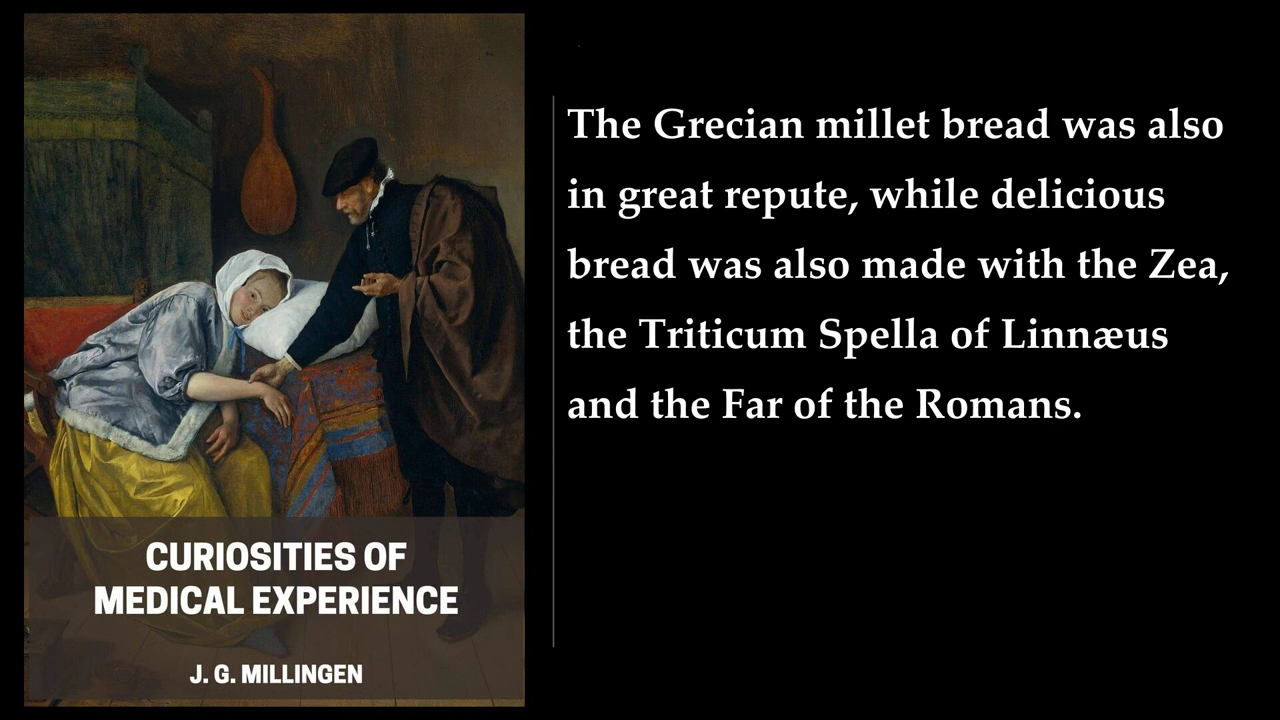 CURIOSITIES OF
MEDICAL EXPERIENCE
J. G. MILLINGEN
The Grecian millet bread was also
in great repute, while delicious
bread was also made with the Zea,
the Triticum Spella of Linnæus
and the Far of the Romans.